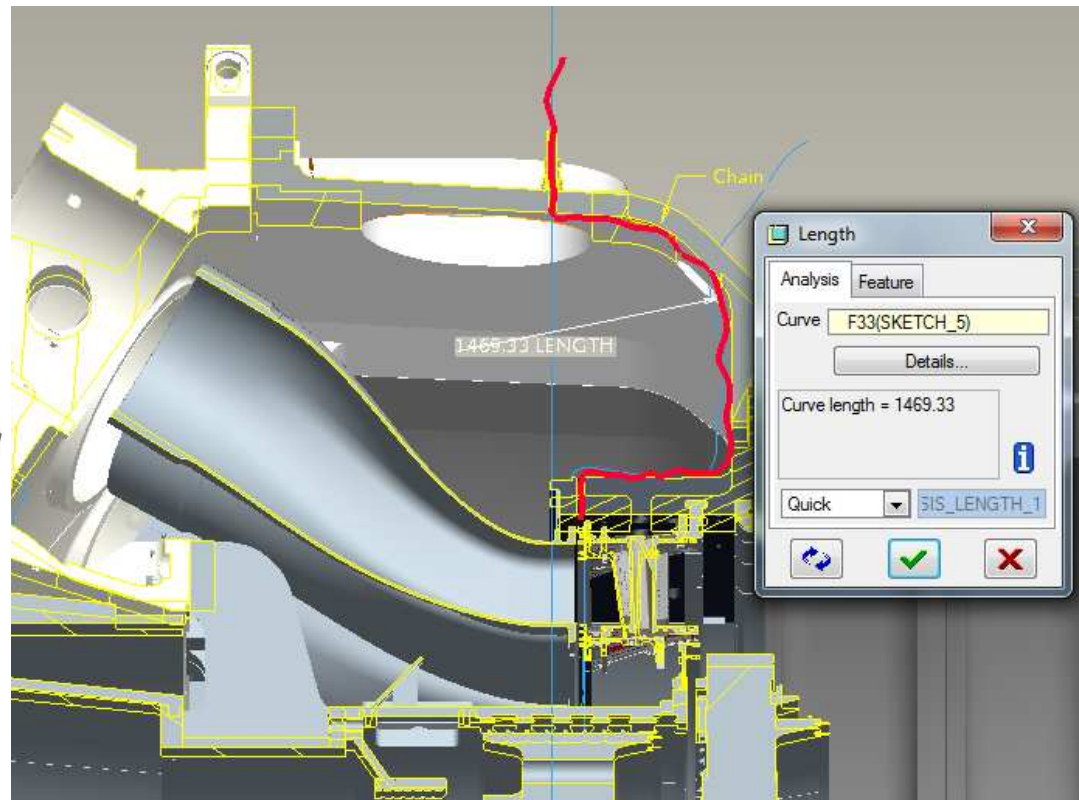 Chain
1469.33 LENGTH
Length
Analysis
Feature
Curve
F33(SKETCH_5)
Details...
Curve length = 1469.33
i
Quick
SIS_LENGTH_1